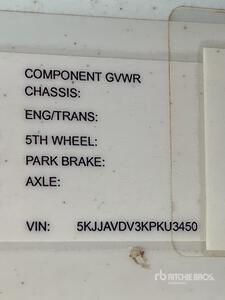 COMPONENT GVWR
CHASSIS:
ENG/TRANS:
5TH WHEEL:
PARK BRAKE:
AXLE:
VIN: 5KJJAVDV3KPKU3450
rb RITCHIE BROS.